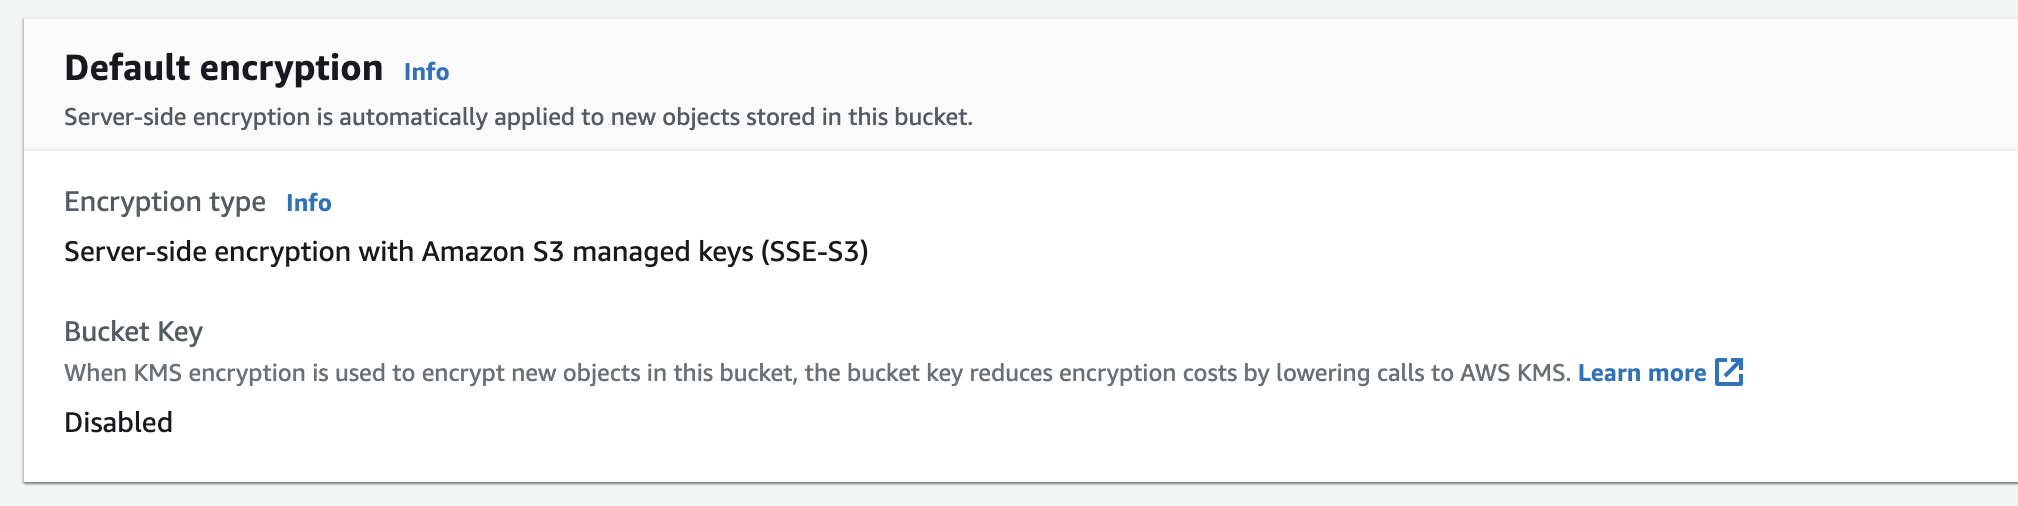 Default encryption Info
Server-side encryption is automatically applied to new objects stored in this bucket.
Encryption type Info
Server-side encryption with Amazon S3 managed keys (SSE-S3)
Bucket Key
When KMS encryption is used to encrypt new objects in this bucket, the bucket key reduces encryption costs by lowering calls to AWS KMS. Learn more
Disabled